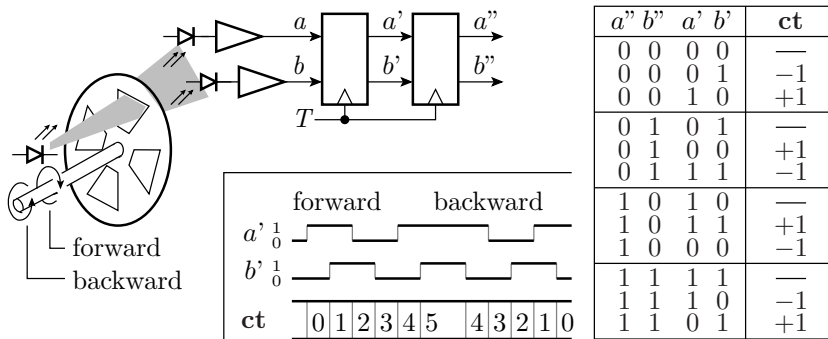 a a' a"
b b' b"
T
forward
backward
forward backward
a' 1 0
b' 1 0
ct 0 1 2 3 4 5 4 3 2 1 0
a" b" a' b' ct
0 0 0 0 —
0 0 0 1 −1
0 0 1 0 +1
0 1 0 1 —
0 1 0 0 +1
0 1 1 1 −1
1 0 1 0 —
1 0 1 1 +1
1 0 0 0 −1
1 1 1 1 —
1 1 1 0 −1
1 1 0 1 +1